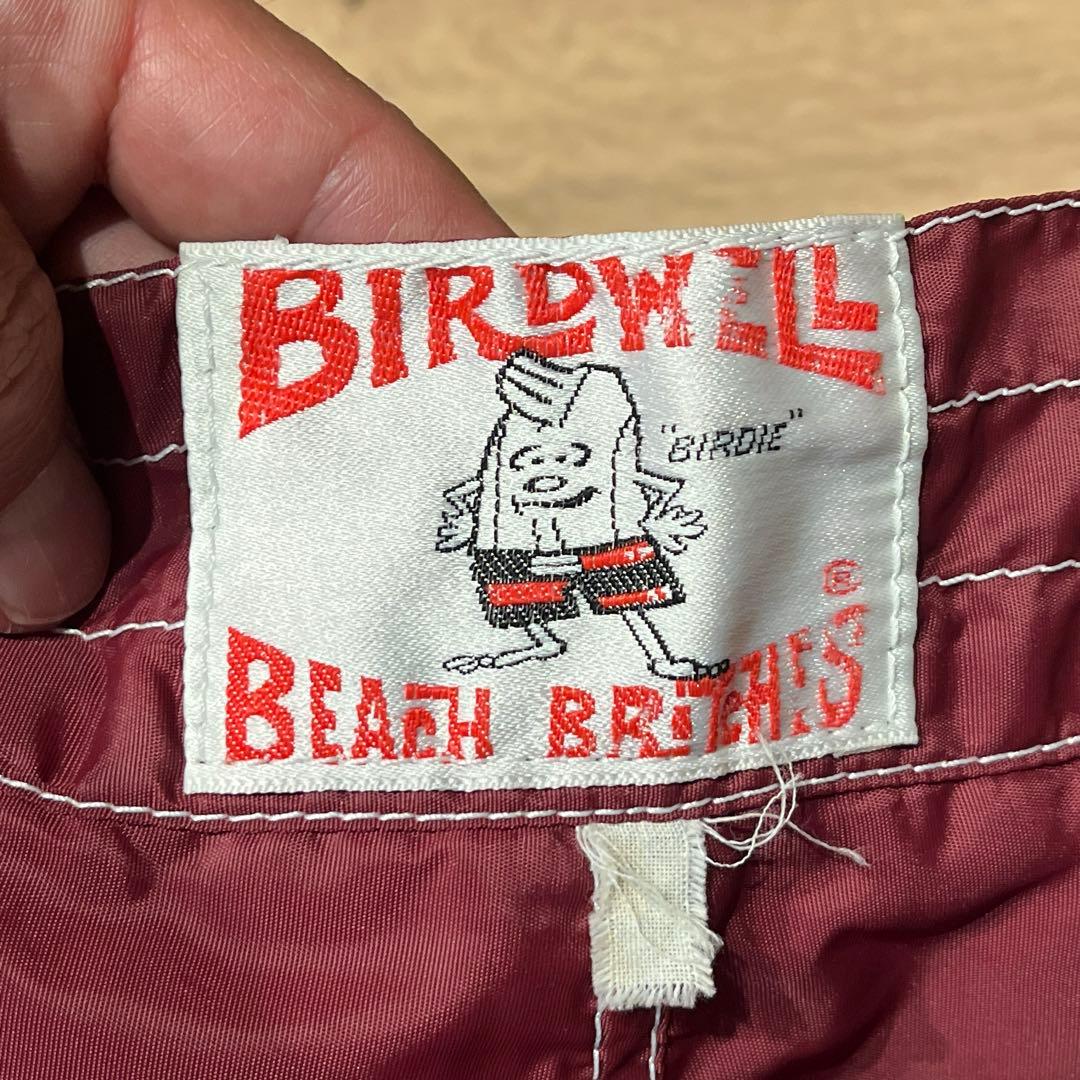 BIRDWELL
"BIRDIE"
®
BEACH BRITCHES